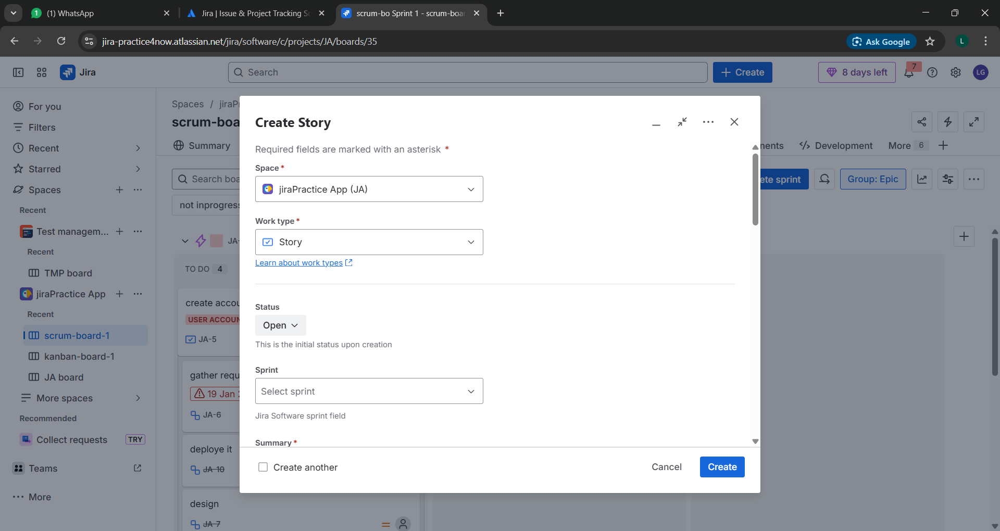 1
(1) WhatsApp
Jira | Issue & Project Tracking S
scrum-bo Sprint 1 - scrum-boar
jira-practice4now.atlassian.net/jira/software/c/projects/JA/boards/35
Ask Google
L
Jira
Search
Create
8 days left
7
LG
For you
Filters
Recent
Starred
Spaces
Recent
Test managem...
Recent
TMP board
jiraPractice App
Recent
scrum-board-1
kanban-board-1
JA board
More spaces
Recommended
Collect requests
TRY
Teams
More
Spaces / jiraP
scrum-boa
Summary
nents
Development
More 6
Search boa
ete sprint
Group: Epic
not inprogress
JA-
TO DO 4
create accou
USER ACCOUN
JA-5
gather requ
19 Jan 2
JA-6
deploye it
JA-10
design
JA-7
Create Story
Required fields are marked with an asterisk *
Space *
jiraPractice App (JA)
Work type *
Story
Learn about work types
Status
Open
This is the initial status upon creation
Sprint
Select sprint
Jira Software sprint field
Summary *
Create another
Cancel
Create